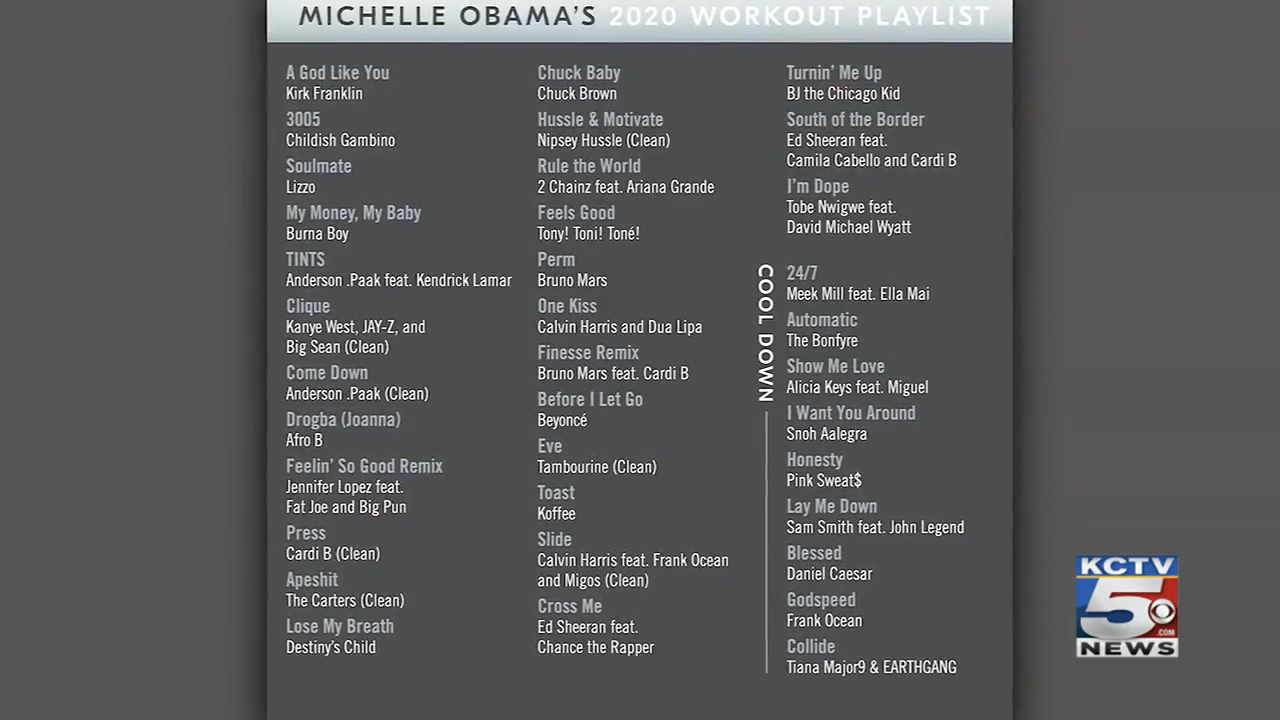 MICHELLE OBAMA'S 2020 WORKOUT PLAYLIST
A God Like You
Kirk Franklin
3005
Childish Gambino
Soulmate
Lizzo
My Money, My Baby
Burna Boy
TINTS
Anderson .Paak feat. Kendrick Lamar
Clique
Kanye West, JAY-Z, and
Big Sean (Clean)
Come Down
Anderson .Paak (Clean)
Drogba (Joanna)
Afro B
Feelin' So Good Remix
Jennifer Lopez feat.
Fat Joe and Big Pun
Press
Cardi B (Clean)
Apeshit
The Carters (Clean)
Lose My Breath
Destiny's Child
Chuck Baby
Chuck Brown
Hussle & Motivate
Nipsey Hussle (Clean)
Rule the World
2 Chainz feat. Ariana Grande
Feels Good
Tony! Toni! Toné!
Perm
Bruno Mars
One Kiss
Calvin Harris and Dua Lipa
Finesse Remix
Bruno Mars feat. Cardi B
Before I Let Go
Beyoncé
Eve
Tambourine (Clean)
Toast
Koffee
Slide
Calvin Harris feat. Frank Ocean
and Migos (Clean)
Cross Me
Ed Sheeran feat.
Chance the Rapper
Turnin' Me Up
BJ the Chicago Kid
South of the Border
Ed Sheeran feat.
Camila Cabello and Cardi B
I'm Dope
Tobe Nwigwe feat.
David Michael Wyatt
COOL DOWN
24/7
Meek Mill feat. Ella Mai
Automatic
The Bonfyre
Show Me Love
Alicia Keys feat. Miguel
I Want You Around
Snoh Aalegra
Honesty
Pink Sweat$
Lay Me Down
Sam Smith feat. John Legend
Blessed
Daniel Caesar
Godspeed
Frank Ocean
Collide
Tiana Major9 & EARTHGANG
KCTV
5
.COM
NEWS